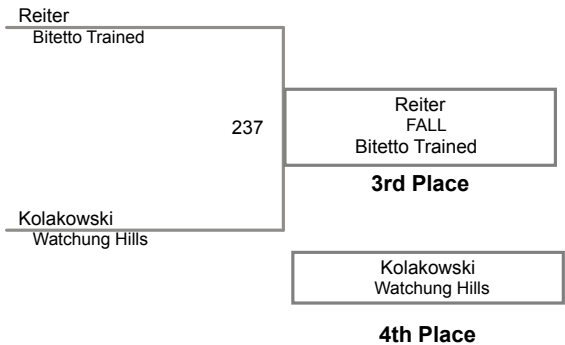 Reiter
Bitetto Trained
237
Reiter
FALL
Bitetto Trained
3rd Place
Kolakowski
Watchung Hills
Kolakowski
Watchung Hills
4th Place